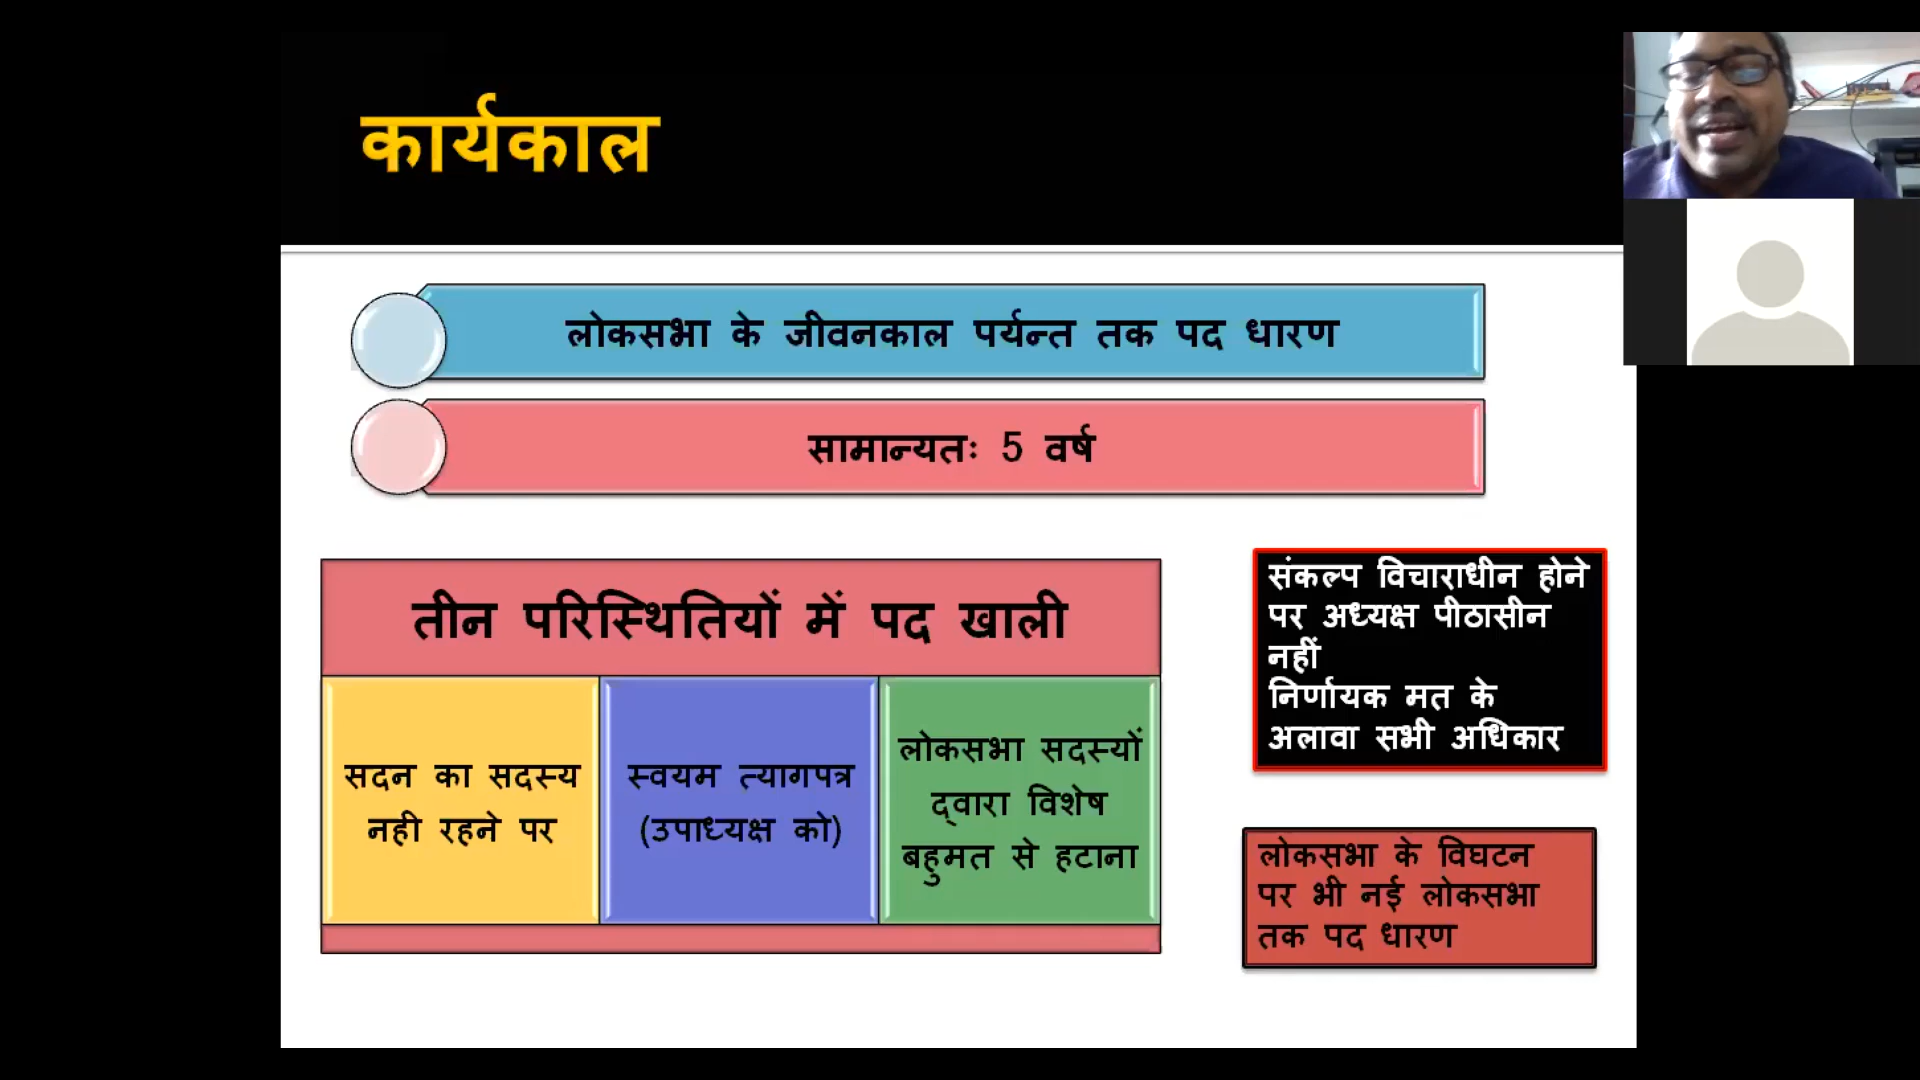 कार्यकाल
लोकसभा के जीवनकाल पर्यन्त तक पद धारण
सामान्यतः 5 वर्ष
तीन परिस्थितियों में पद खाली
सदन का सदस्य
नही रहने पर
स्वयम त्यागपत्र
(उपाध्यक्ष को)
लोकसभा सदस्यों
द्वारा विशेष
बहुमत से हटाना
संकल्प विचाराधीन होने
पर अध्यक्ष पीठासीन
नहीं
निर्णायक मत के
अलावा सभी अधिकार
लोकसभा के विघटन
पर भी नई लोकसभा
तक पद धारण